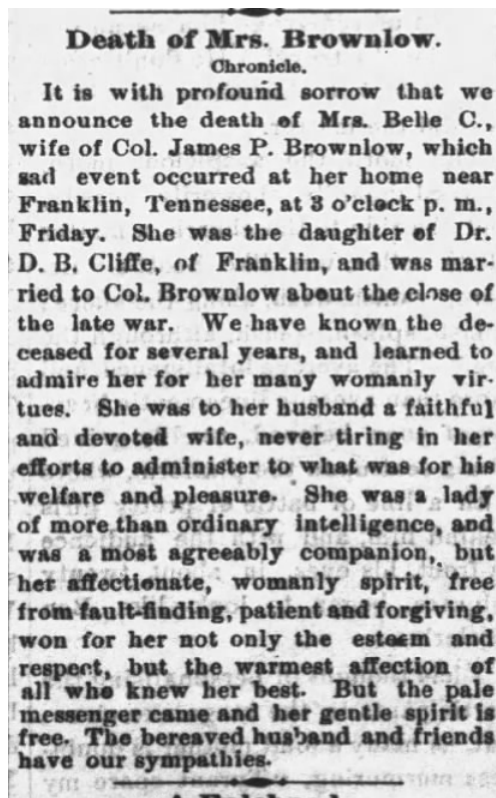 Death of Mrs. Brownlow.
Chronicle.
It is with profound sorrow that we
announce the death of Mrs. Belle C.,
wife of Col. James P. Brownlow, which
sad event occurred at her home near
Franklin, Tennessee, at 3 o'clock p. m.,
Friday. She was the daughter of Dr.
D. B. Cliffe, of Franklin, and was mar-
ried to Col. Brownlow about the close of
the late war. We have known the de-
ceased for several years, and learned to
admire her for her many womanly vir-
tues. She was to her husband a faithful
and devoted wife, never tiring in her
efforts to administer to what was for his
welfare and pleasure. She was a lady
of more than ordinary intelligence, and
was a most agreeably companion, but
her affectionate, womanly spirit, free
from fault-finding, patient and forgiving,
won for her not only the esteem and
respect, but the warmest affection of
all who knew her best. But the pale
messenger came and her gentle spirit is
free. The bereaved husband and friends
have our sympathies.